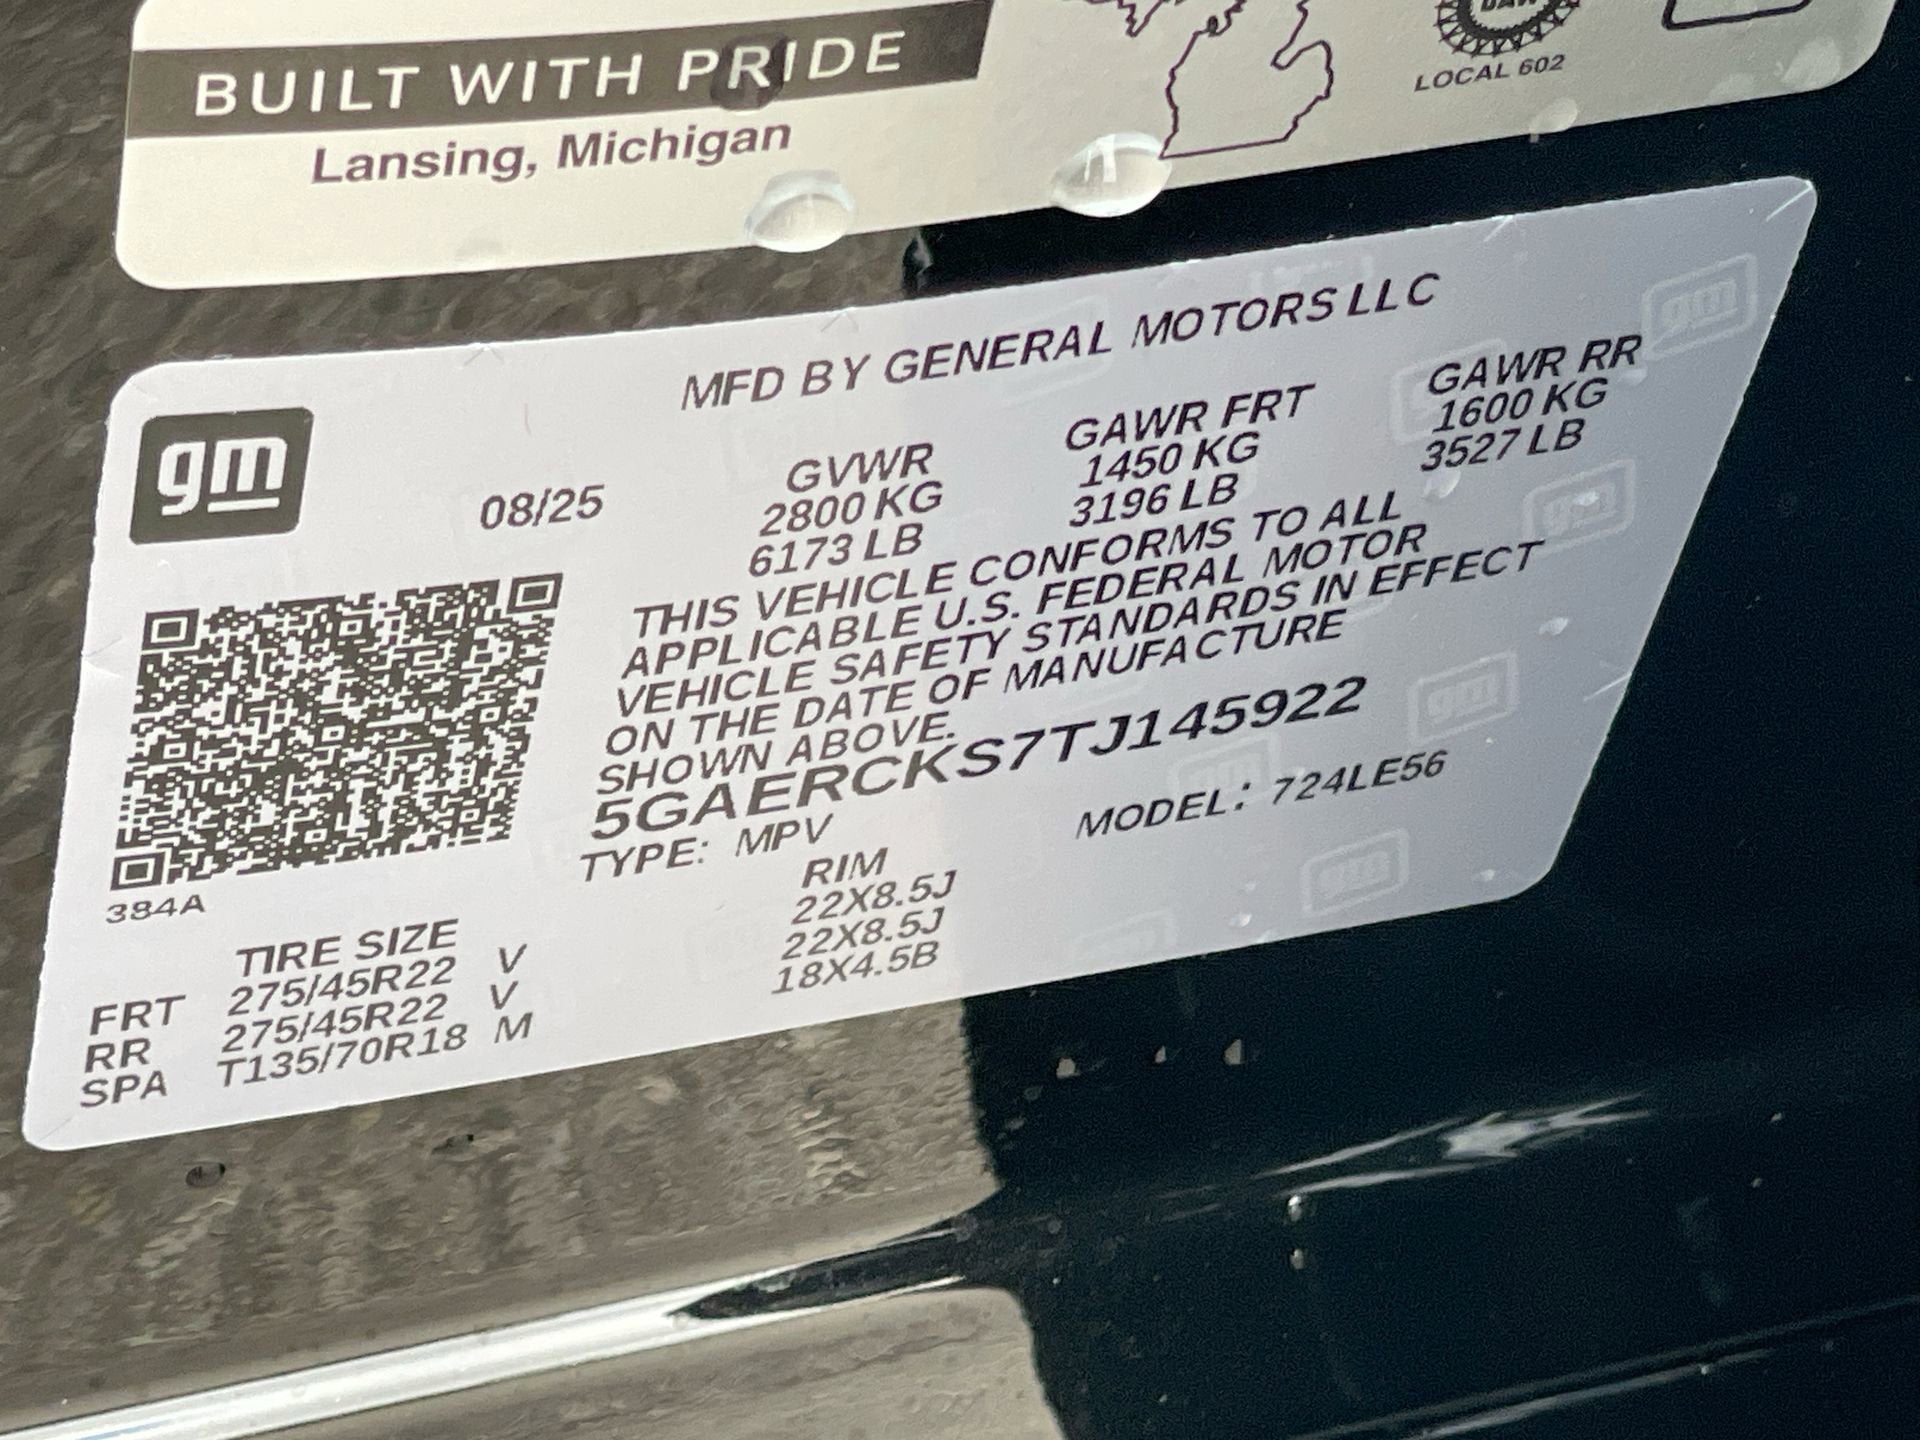 BUILT WITH PRIDE
Lansing, Michigan
LOCAL 602
MFD BY GENERAL MOTORS LLC
gm
08/25
GVWR
2800 KG
6173 LB
GAWR FRT
1450 KG
3196 LB
GAWR RR
1600 KG
3527 LB
THIS VEHICLE CONFORMS TO ALL
APPLICABLE U.S. FEDERAL MOTOR
VEHICLE SAFETY STANDARDS IN EFFECT
ON THE DATE OF MANUFACTURE
SHOWN ABOVE.
5GAERCKS7TJ145922
TYPE: MPV
MODEL: 724LE56
384A
TIRE SIZE RIM
FRT 275/45R22 V 22X8.5J
RR 275/45R22 V 22X8.5J
SPA T135/70R18 M 18X4.5B